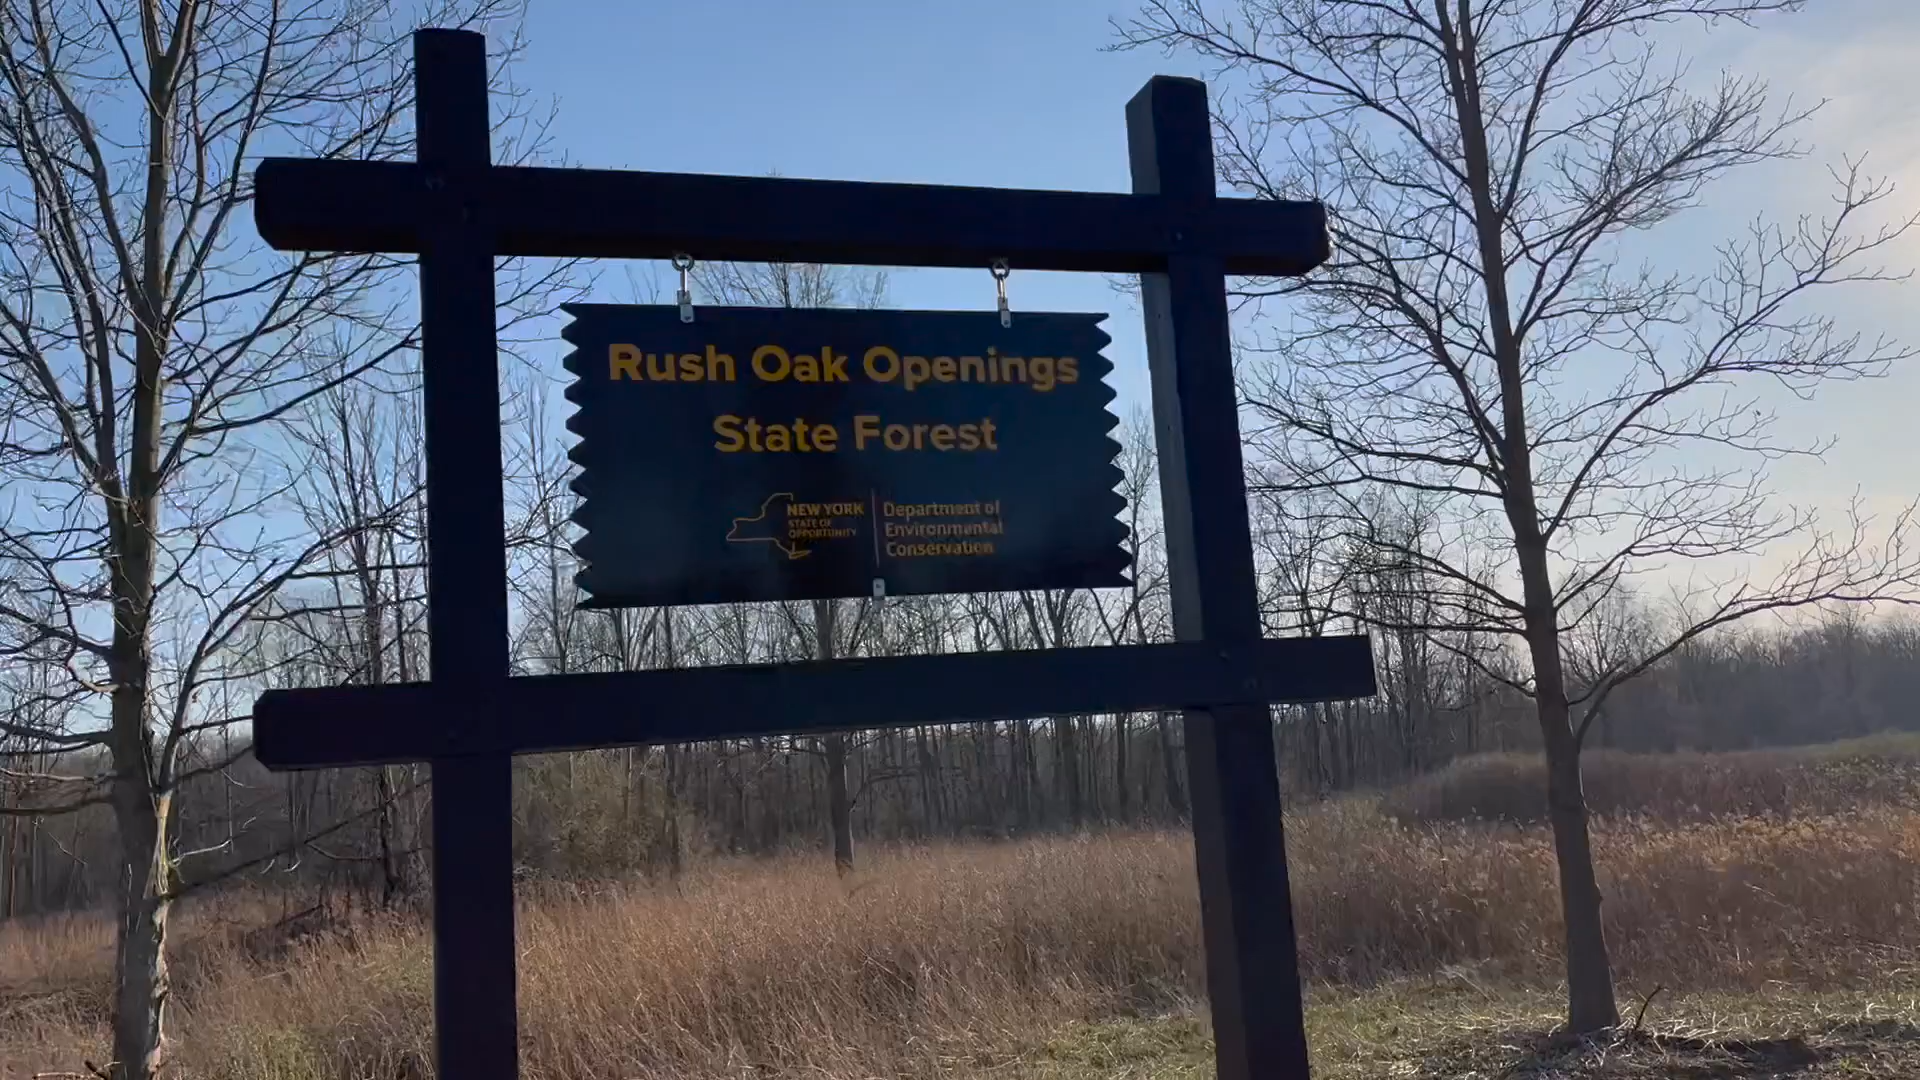 Rush Oak Openings
State Forest
NEW YORK
STATE OF
OPPORTUNITY
Department of
Environmental
Conservation